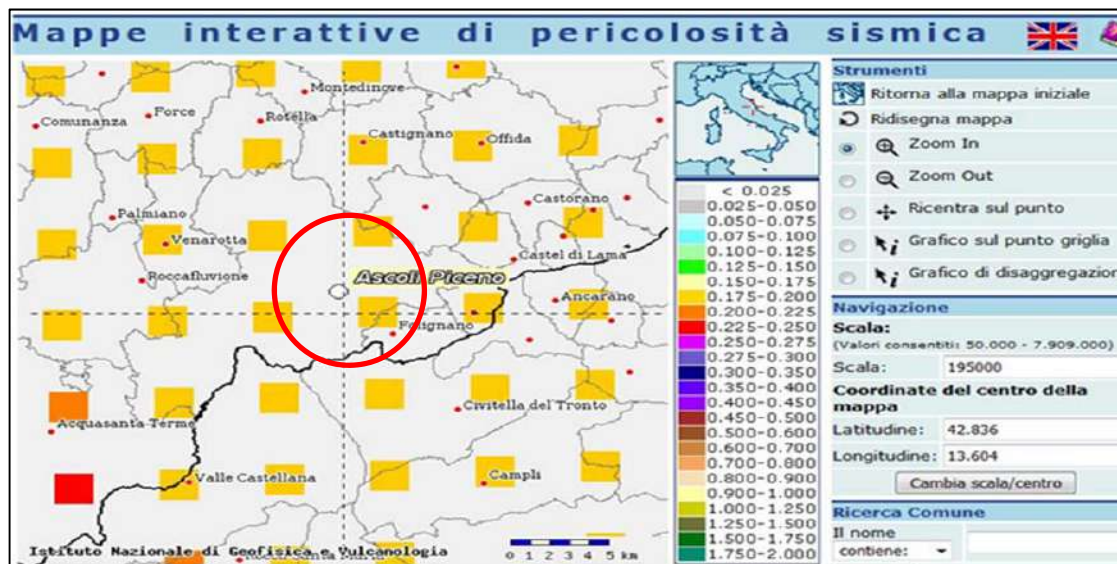 Mappe interattive di pericolosità sismica
Montedinove
Force
Rotella
Comunanza
Castignano
Offida
Palmiano
Castorano
Venarotta
Castel di Lama
Roccafluvione
Ascoli Piceno
Ancarano
Folignano
Acquasanta Terme
Civitella del Tronto
Valle Castellana
Campli
Istituto Nazionale di Geofisica e Vulcanologia
0 1 2 3 4 5 km
< 0.025
0.025-0.050
0.050-0.075
0.075-0.100
0.100-0.125
0.125-0.150
0.150-0.175
0.175-0.200
0.200-0.225
0.225-0.250
0.250-0.275
0.275-0.300
0.300-0.350
0.350-0.400
0.400-0.450
0.450-0.500
0.500-0.600
0.600-0.700
0.700-0.800
0.800-0.900
0.900-1.000
1.000-1.250
1.250-1.500
1.500-1.750
1.750-2.000
Strumenti
Ritorna alla mappa iniziale
Ridisegna mappa
Zoom In
Zoom Out
Ricentra sul punto
Grafico sul punto griglia
Grafico di disaggregazion
Navigazione
Scala:
(Valori consentiti: 50.000 - 7.909.000)
Scala: 195000
Coordinate del centro della
mappa
Latitudine: 42.836
Longitudine: 13.604
Cambia scala/centro
Ricerca Comune
Il nome
contiene: